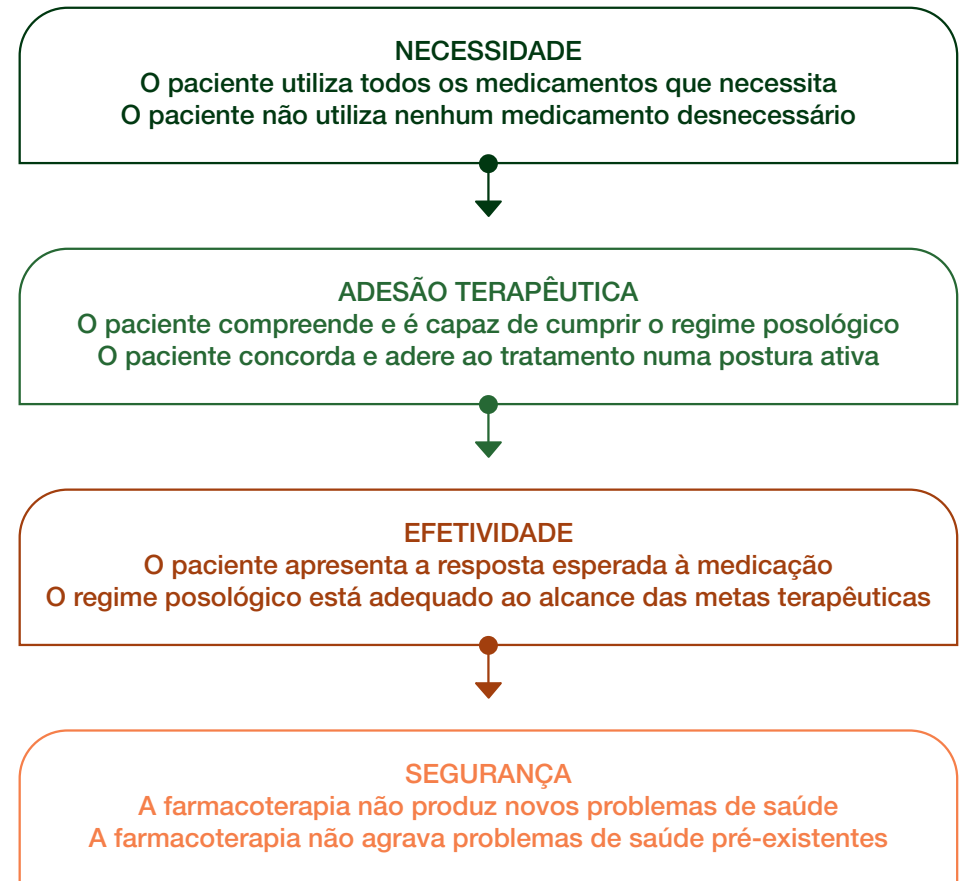 NECESSIDADE
O paciente utiliza todos os medicamentos que necessita
O paciente não utiliza nenhum medicamento desnecessário
ADESÃO TERAPÊUTICA
O paciente compreende e é capaz de cumprir o regime posológico
O paciente concorda e adere ao tratamento numa postura ativa
EFETIVIDADE
O paciente apresenta a resposta esperada à medicação
O regime posológico está adequado ao alcance das metas terapêuticas
SEGURANÇA
A farmacoterapia não produz novos problemas de saúde
A farmacoterapia não agrava problemas de saúde pré-existentes